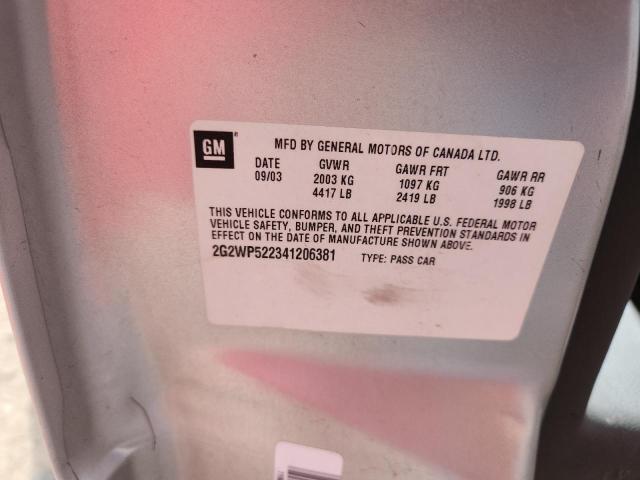 GM®
MFD BY GENERAL MOTORS OF CANADA LTD.
DATE GVWR GAWR FRT GAWR RR
09/03 2003 KG 1097 KG 906 KG
4417 LB 2419 LB 1998 LB
THIS VEHICLE CONFORMS TO ALL APPLICABLE U.S. FEDERAL MOTOR
VEHICLE SAFETY, BUMPER, AND THEFT PREVENTION STANDARDS IN
EFFECT ON THE DATE OF MANUFACTURE SHOWN ABOVE.
2G2WP522341206381 TYPE: PASS CAR